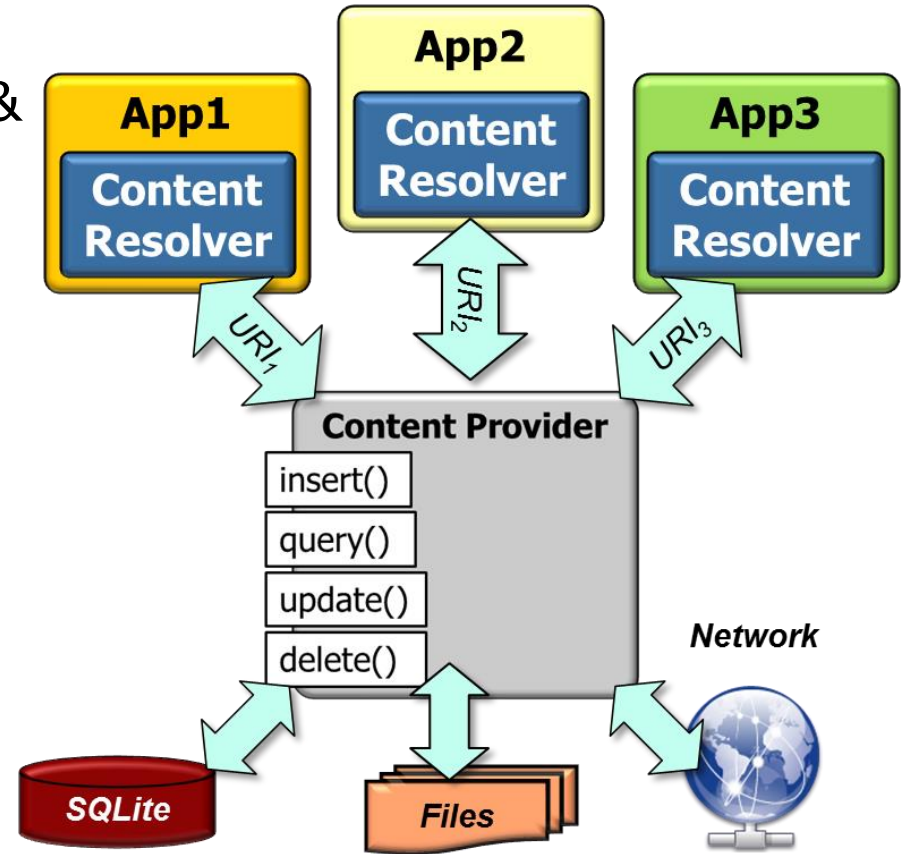 &
App1
Content
Resolver
App2
Content
Resolver
App3
Content
Resolver
URI₁
URI₂
URI₃
Content Provider
insert()
query()
update()
delete()
Network
SQLite
Files